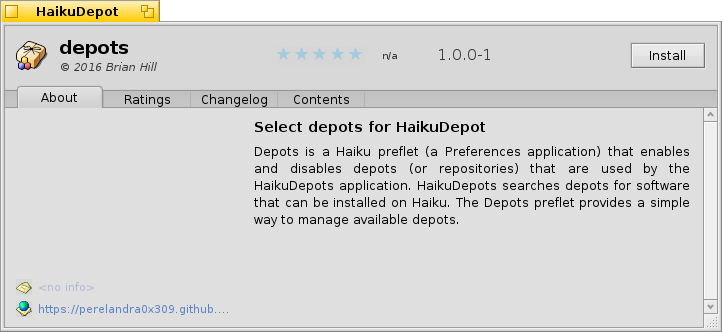 HaikuDepot
depots
© 2016 Brian Hill
n/a
1.0.0-1
Install
About
Ratings
Changelog
Contents
Select depots for HaikuDepot
Depots is a Haiku preflet (a Preferences application) that enables
and disables depots (or repositories) that are used by the
HaikuDepots application. HaikuDepots searches depots for software
that can be installed on Haiku. The Depots preflet provides a simple
way to manage available depots.
<no info>
https://perelandra0x309.github....